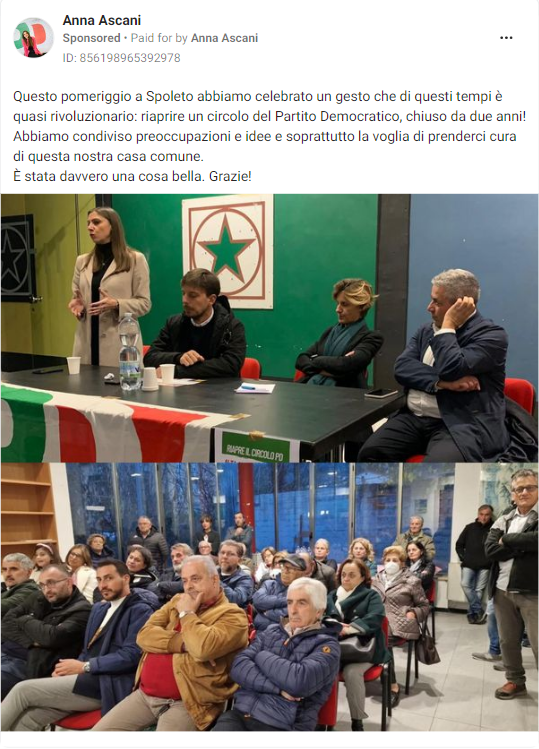 Anna Ascani
Sponsored • Paid for by Anna Ascani
ID: 856198965392978
Questo pomeriggio a Spoleto abbiamo celebrato un gesto che di questi tempi è
quasi rivoluzionario: riaprire un circolo del Partito Democratico, chiuso da due anni!
Abbiamo condiviso preoccupazioni e idee e soprattutto la voglia di prenderci cura
di questa nostra casa comune.
È stata davvero una cosa bella. Grazie!
RIAPRE IL CIRCOLO PD